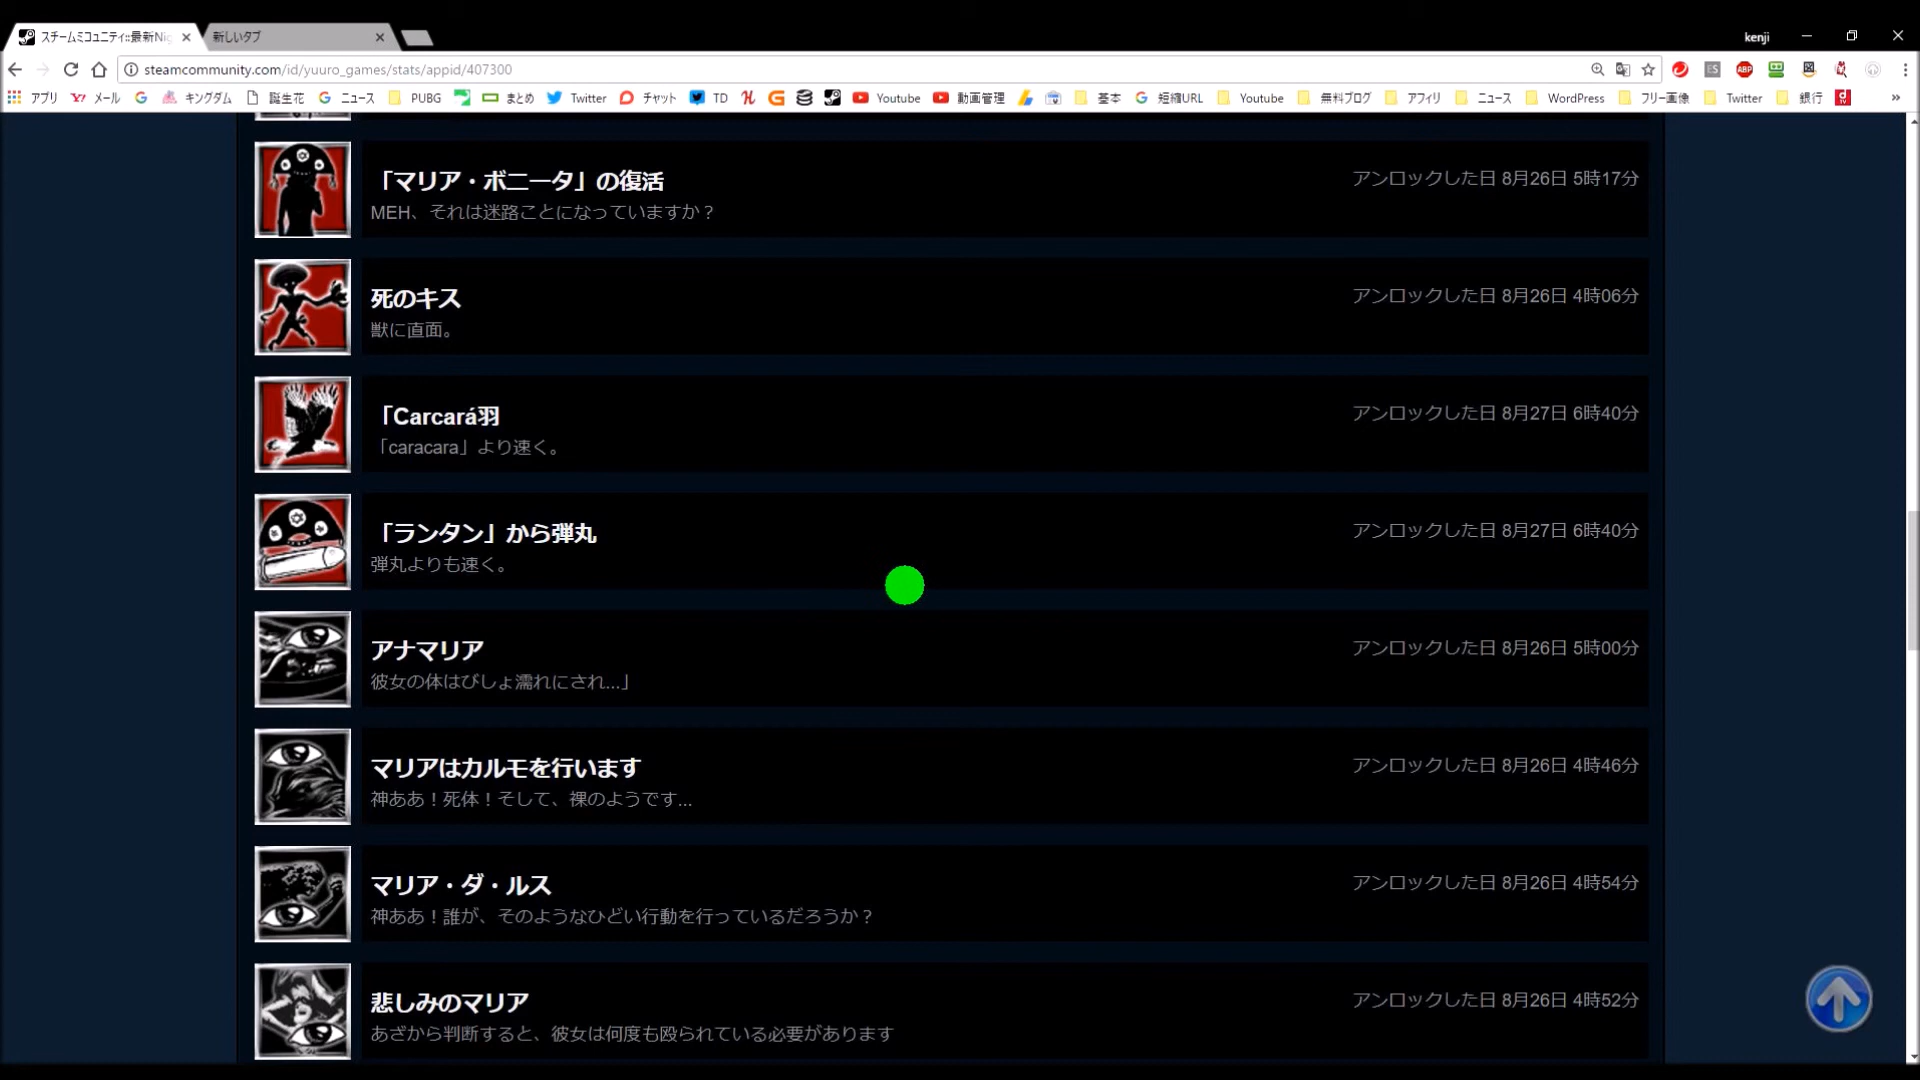 スチームミコュニティ::最新Nig
新しいタブ
kenji
steamcommunity.com/id/yuuro_games/stats/appid/407300
アプリ メール キングダム 誕生花 ニュース PUBG まとめ Twitter チャット TD Youtube 動画管理 基本 短縮URL Youtube 無料ブログ アフィリ ニュース WordPress フリー画像 Twitter 銀行 »
「マリア・ボニータ」の復活
アンロックした日 8月26日 5時17分
MEH、それは迷路ことになっていますか？
死のキス
アンロックした日 8月26日 4時06分
獣に直面。
「Carcará羽
アンロックした日 8月27日 6時40分
「caracara」より速く。
「ランタン」から弾丸
アンロックした日 8月27日 6時40分
弾丸よりも速く。
アナマリア
アンロックした日 8月26日 5時00分
彼女の体はびしょ濡れにされ...」
マリアはカルモを行います
アンロックした日 8月26日 4時46分
神ああ！死体！そして、裸のようです...
マリア・ダ・ルス
アンロックした日 8月26日 4時54分
神ああ！誰が、そのようなひどい行動を行っているだろうか？
悲しみのマリア
アンロックした日 8月26日 4時52分
あざから判断すると、彼女は何度も殴られている必要があります